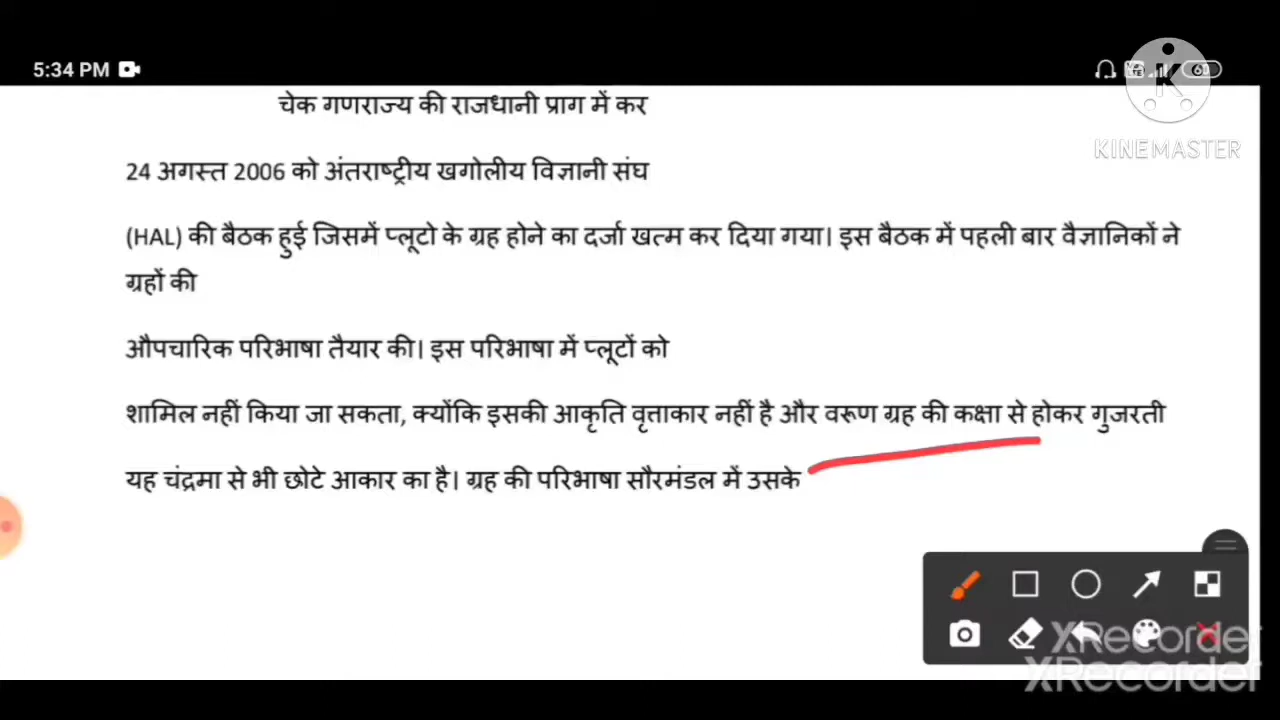 5:34 PM
60
KINEMASTER
चेक गणराज्य की राजधानी प्राग में कर
24 अगस्त 2006 को अंतराष्ट्रीय खगोलीय विज्ञानी संघ
(HAL) की बैठक हुई जिसमें प्लूटो के ग्रह होने का दर्जा खत्म कर दिया गया। इस बैठक में पहली बार वैज्ञानिकों ने
ग्रहों की
औपचारिक परिभाषा तैयार की। इस परिभाषा में प्लूटों को
शामिल नहीं किया जा सकता, क्योंकि इसकी आकृति वृत्ताकार नहीं है और वरूण ग्रह की कक्षा से होकर गुजरती
यह चंद्रमा से भी छोटे आकार का है। ग्रह की परिभाषा सौरमंडल में उसके
XRecorder
XRecorder